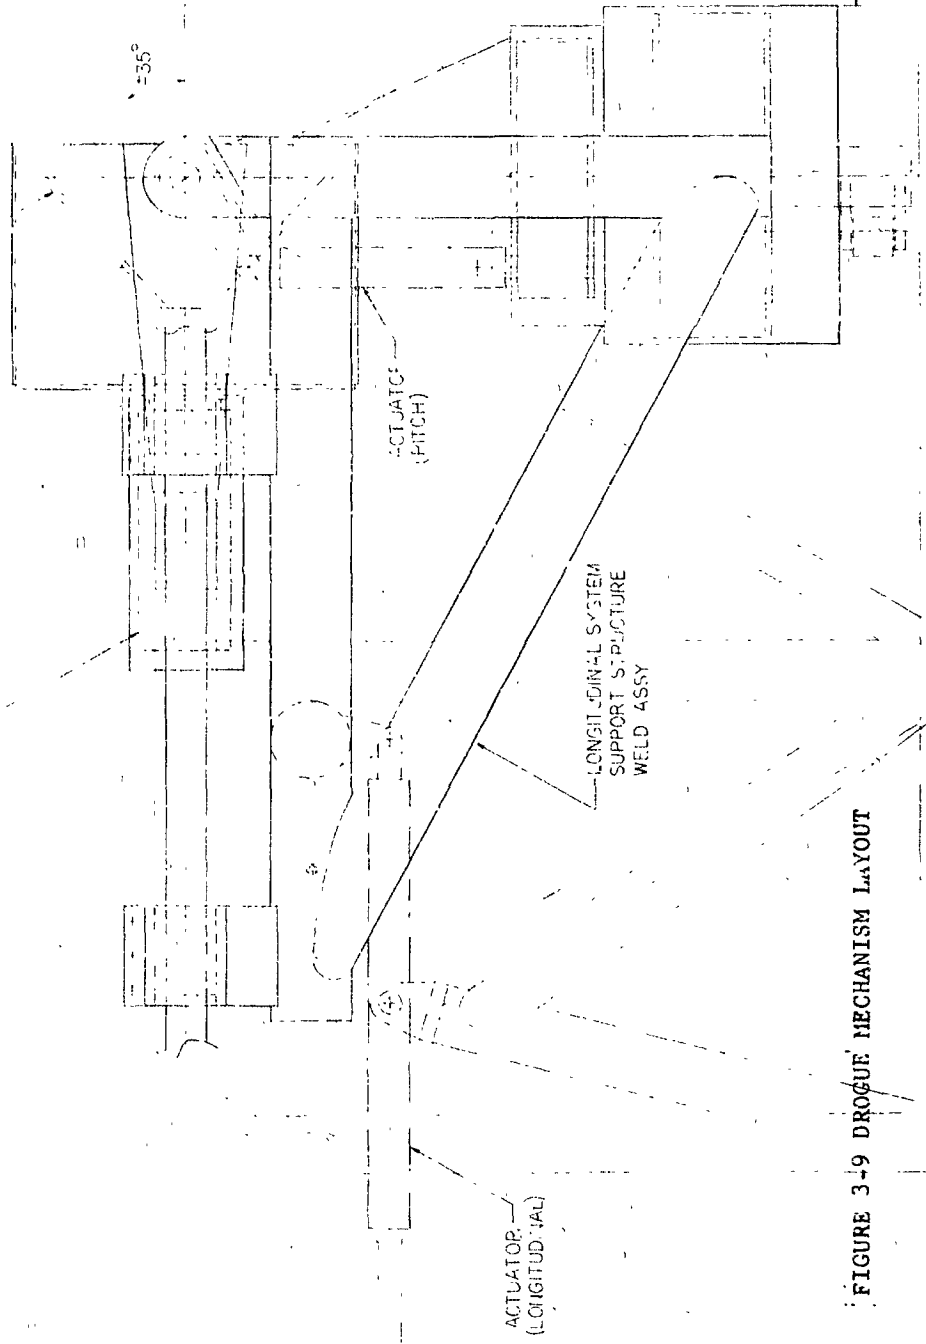 ±35°
ACTUATOR
(PITCH)
LONGITUDINAL SYSTEM
SUPPORT STRUCTURE
WELD ASSY
ACTUATOR
(LONGITUDINAL)
FIGURE 3-9 DROGUE MECHANISM LAYOUT